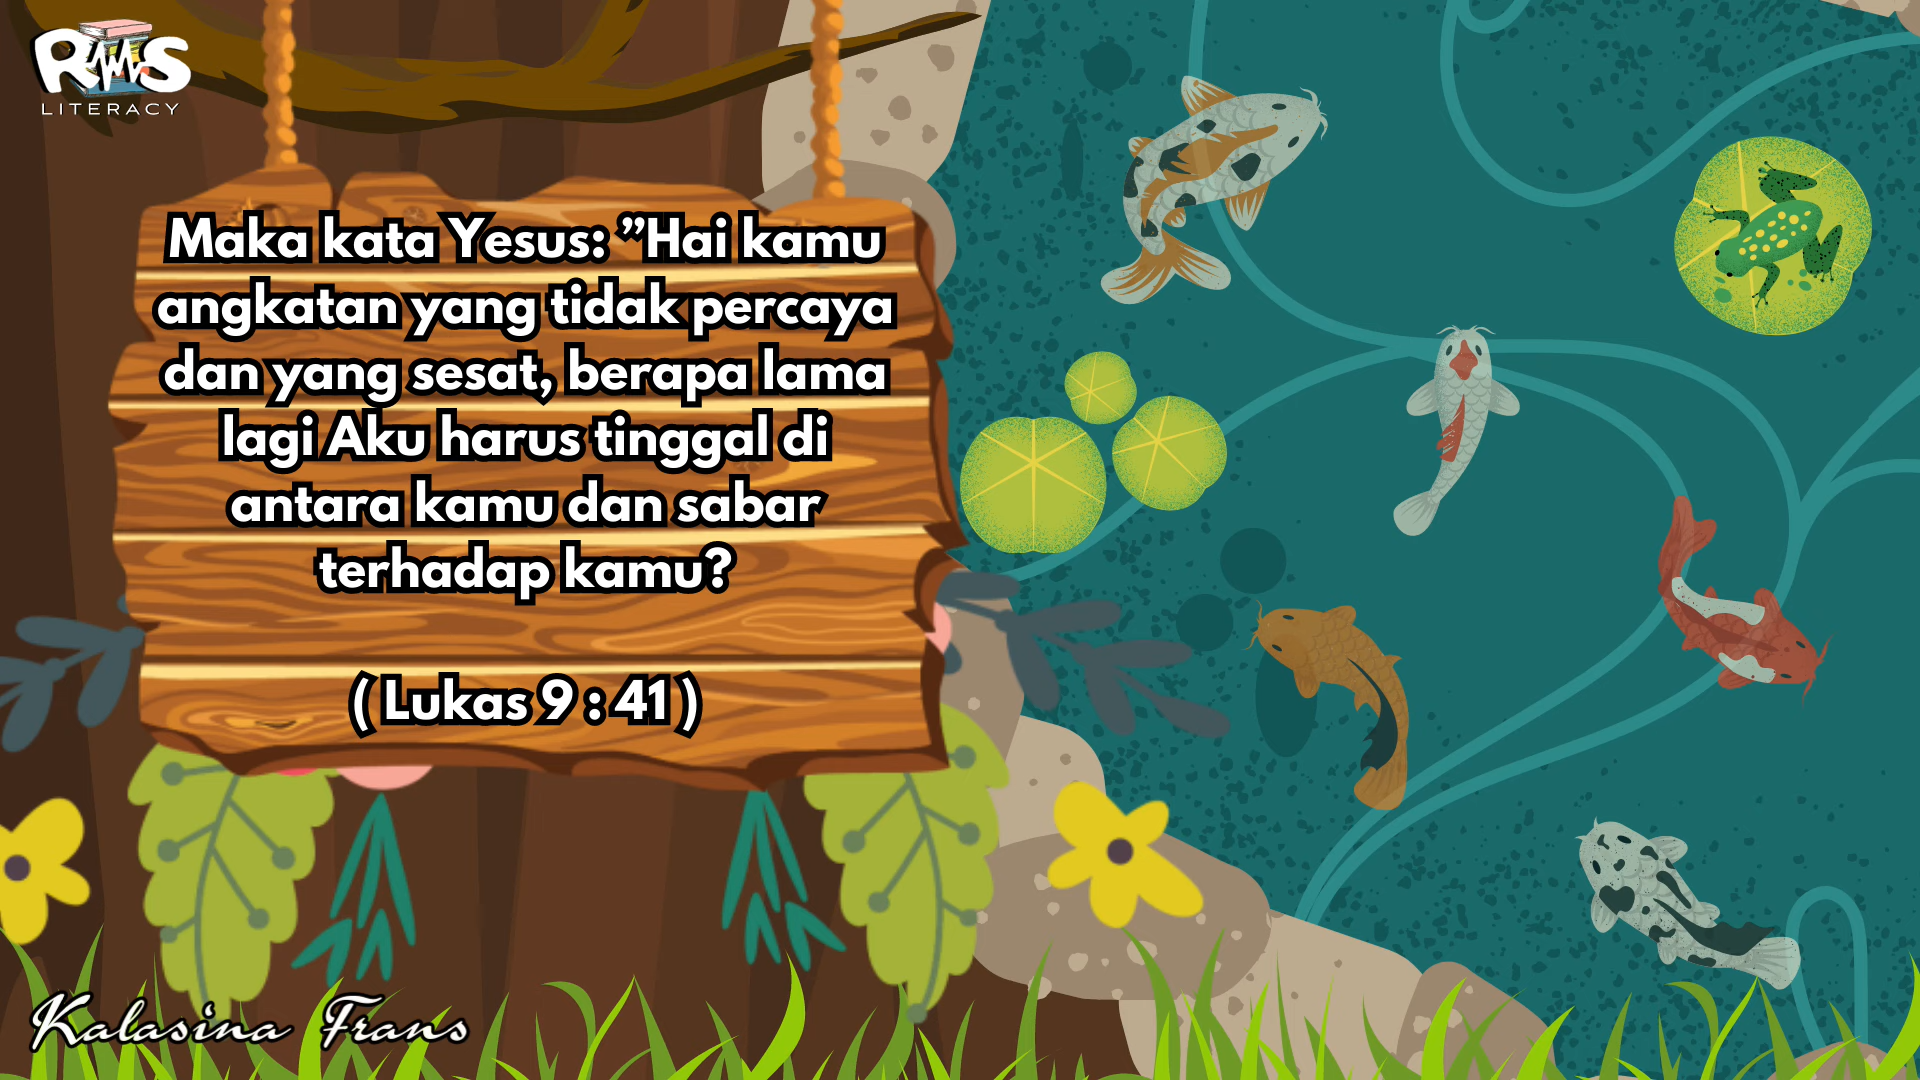 RMS
LITERACY
Maka kata Yesus: ”Hai kamu
angkatan yang tidak percaya
dan yang sesat, berapa lama
lagi Aku harus tinggal di
antara kamu dan sabar
terhadap kamu?
( Lukas 9 : 41 )
Kalasina Frans